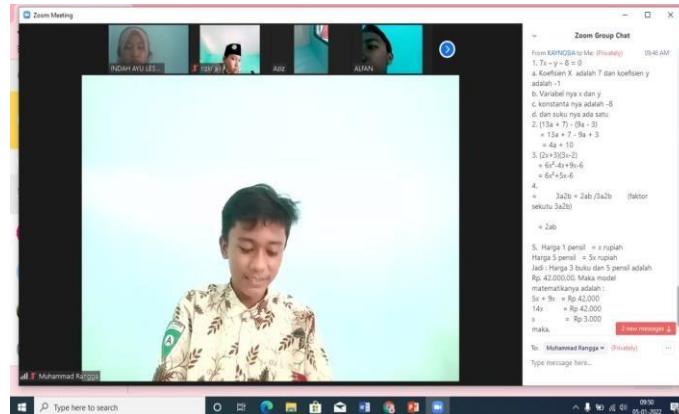 Zoom Meeting
INDAH AYU LES...
Aziz
ALFAN
Muhammad Rangga
Zoom Group Chat
From KAYNOSIA to Me: (Privately) 09:46 AM
1. 7x – y – 8 = 0
a. Koefisien X adalah 7 dan koefisien y
adalah -1
b. Variabel nya x dan y
c. konstanta nya adalah -8
d. dan suku nya ada satu
2. (13a + 7) - (9a - 3)
= 13a + 7 - 9a + 3
= 4a + 10
3. (2x+3)(3x-2)
= 6x²-4x+9x-6
= 6x²+5x-6
4.
= 3a2b = 2ab /3a2b (faktor
sekutu 3a2b)
= 2ab
5. Harga 1 pensil = x rupiah
Harga 5 pensil = 5x rupiah
Jadi : Harga 3 buku dan 5 pensil adalah
Rp. 42.000,00. Maka model
matematikanya adalah :
5x + 9x = Rp 42.000
14x = Rp 42.000
x = Rp 3.000
maka,
2 new messages
To: Muhammad Rangga (Privately)
Type message here...
Type here to search
09:50
05-01-2022